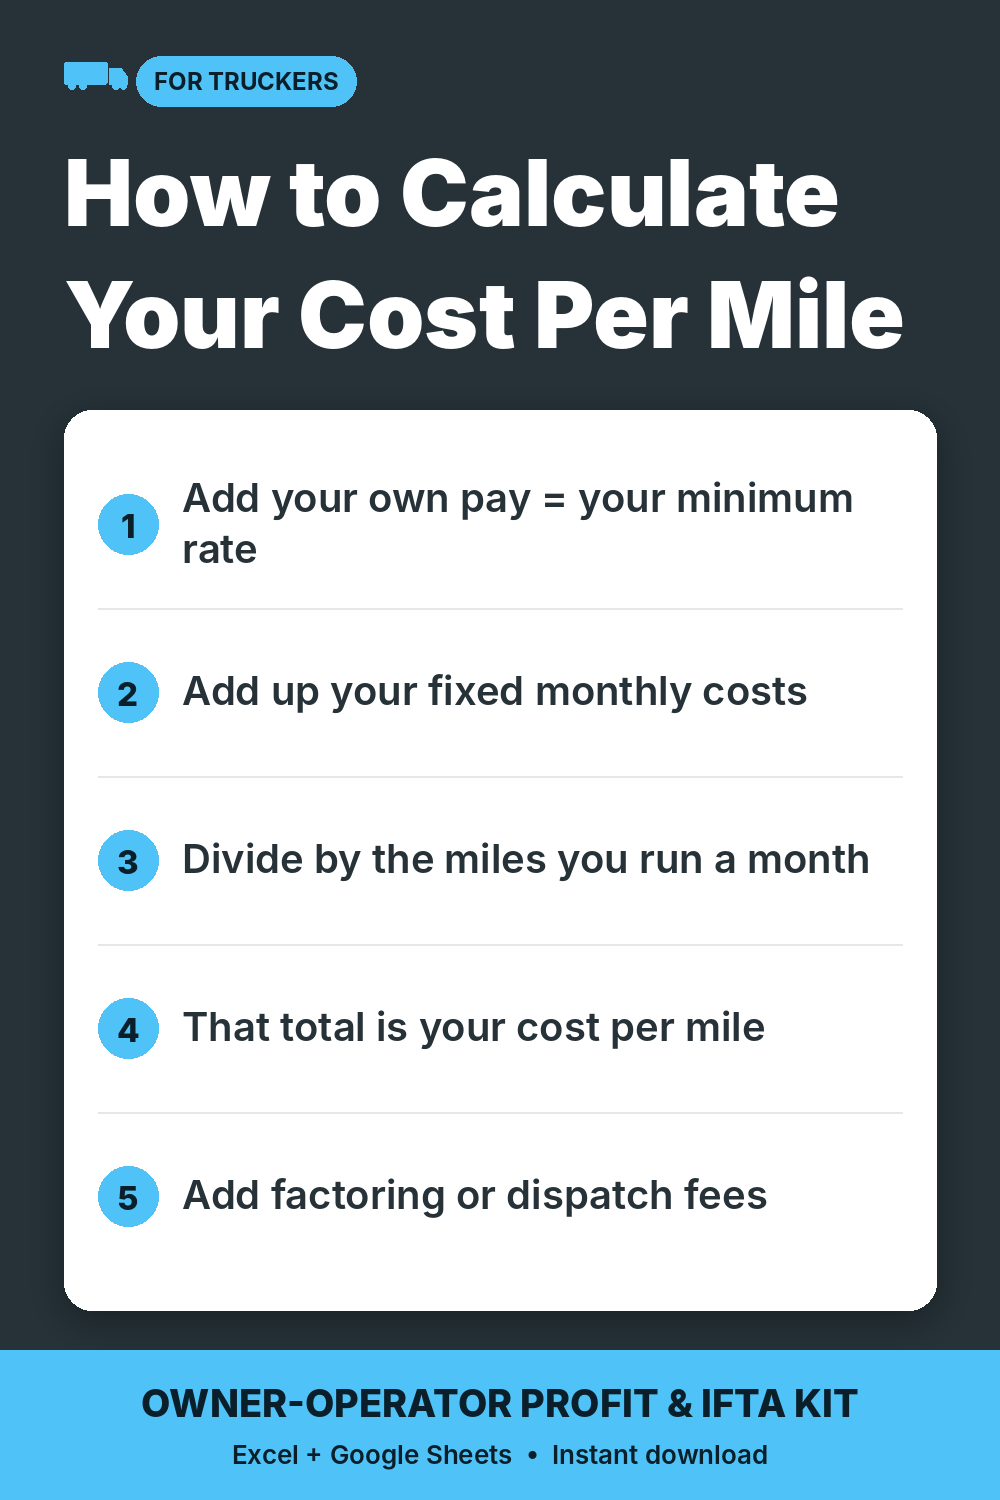 FOR TRUCKERS
How to Calculate
Your Cost Per Mile
1 Add your own pay = your minimum
rate
2 Add up your fixed monthly costs
3 Divide by the miles you run a month
4 That total is your cost per mile
5 Add factoring or dispatch fees
OWNER-OPERATOR PROFIT & IFTA KIT
Excel + Google Sheets • Instant download